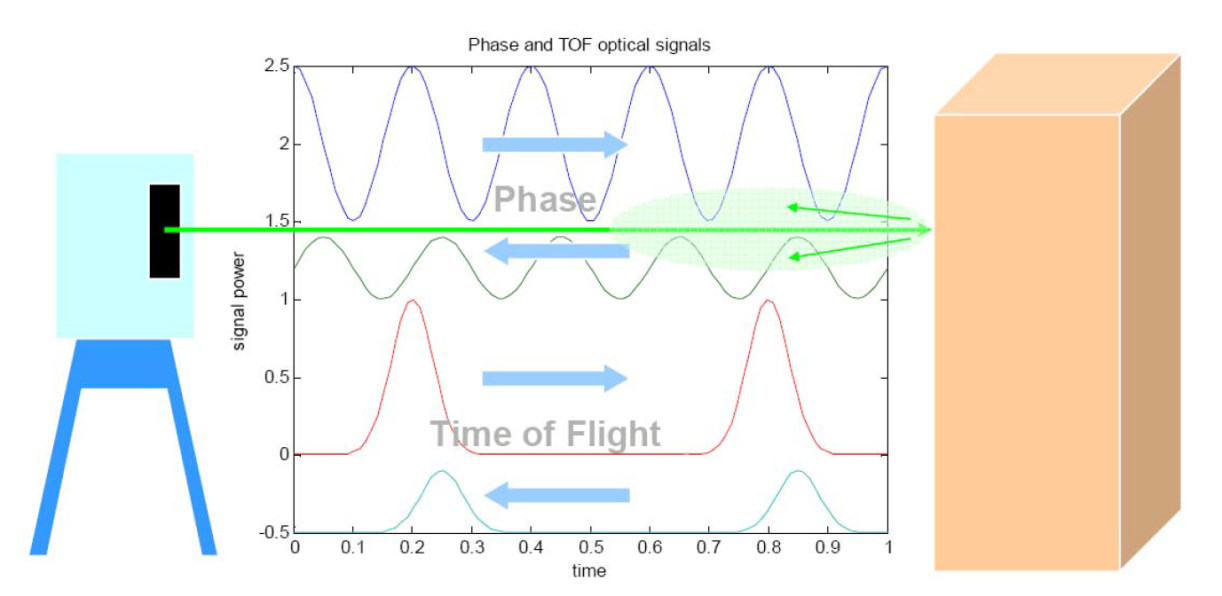 Phase and TOF optical signals
2.5
2
1.5
1
0.5
0
-0.5
signal power
Phase
Time of Flight
0 0.1 0.2 0.3 0.4 0.5 0.6 0.7 0.8 0.9 1
time